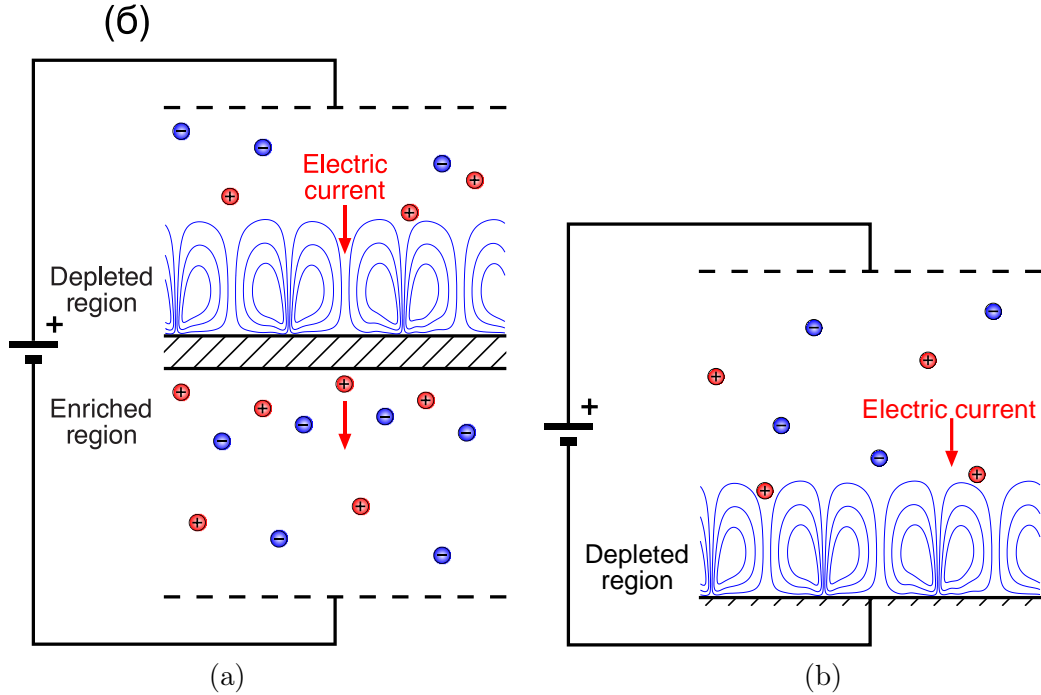 (б)
Electric
current
Depleted
region
+
Enriched
region
(a)
+
Electric current
Depleted
region
(b)